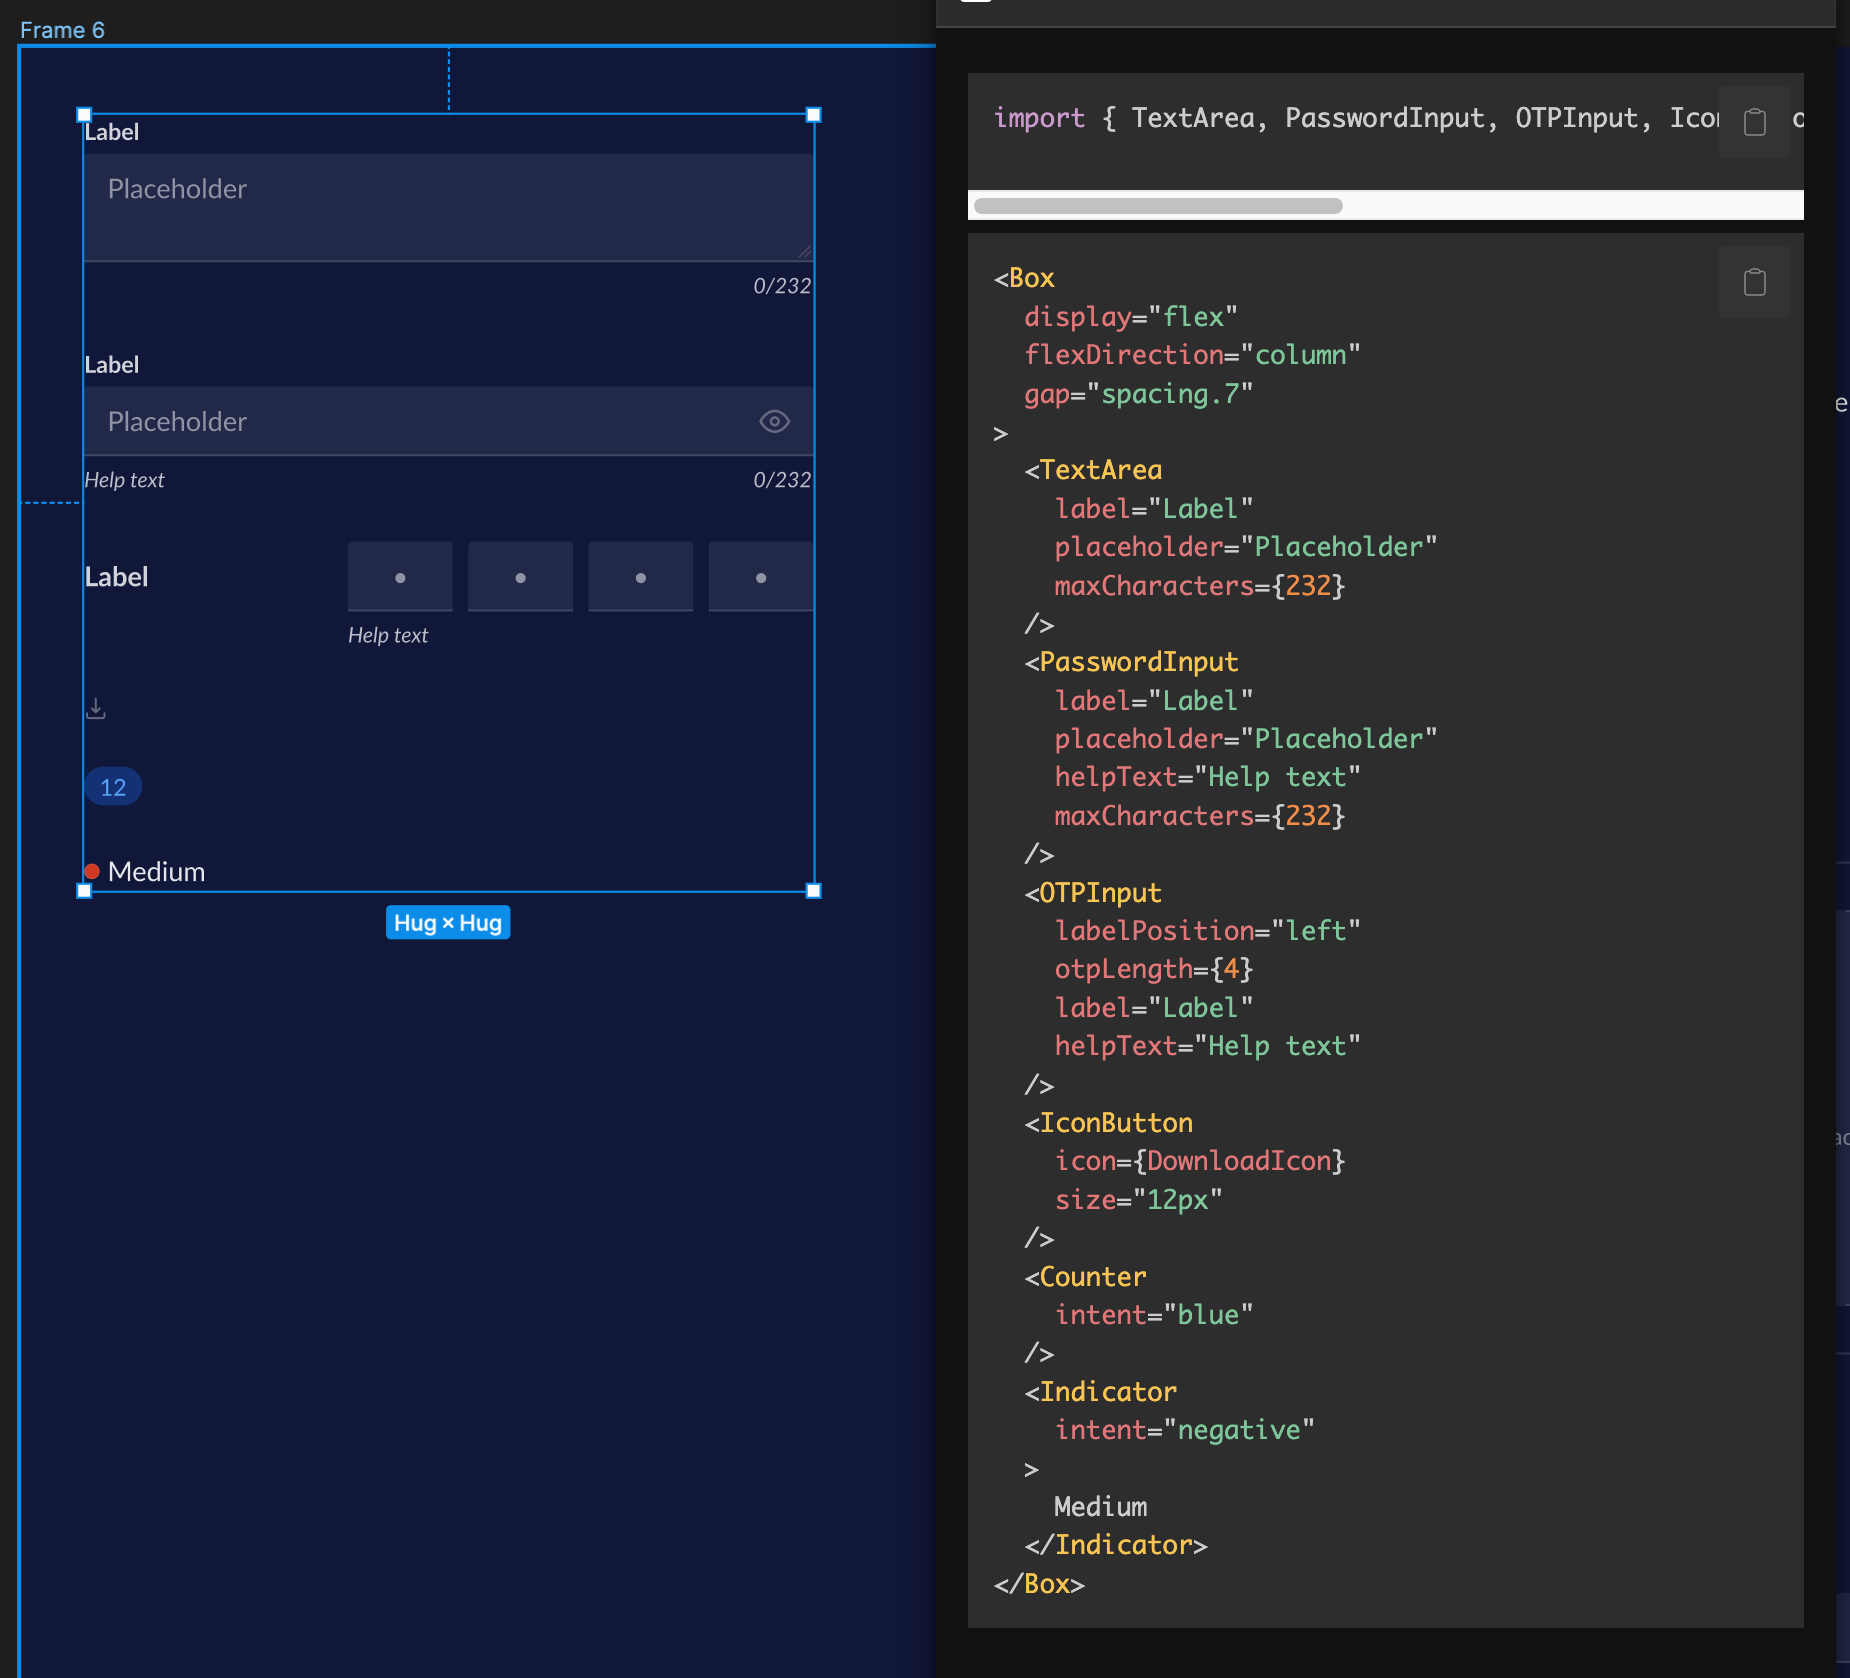 Frame 6
Label
Placeholder
0/232
Label
Placeholder
Help text 0/232
Label
Help text
12
Medium
Hug × Hug
import { TextArea, PasswordInput, OTPInput,
<Box
  display="flex"
  flexDirection="column"
  gap="spacing.7"
>
  <TextArea
    label="Label"
    placeholder="Placeholder"
    maxCharacters={232}
  />
  <PasswordInput
    label="Label"
    placeholder="Placeholder"
    helpText="Help text"
    maxCharacters={232}
  />
  <OTPInput
    labelPosition="left"
    otpLength={4}
    label="Label"
    helpText="Help text"
  />
  <IconButton
    icon={DownloadIcon}
    size="12px"
  />
  <Counter
    intent="blue"
  />
  <Indicator
    intent="negative"
  >
    Medium
  </Indicator>
</Box>